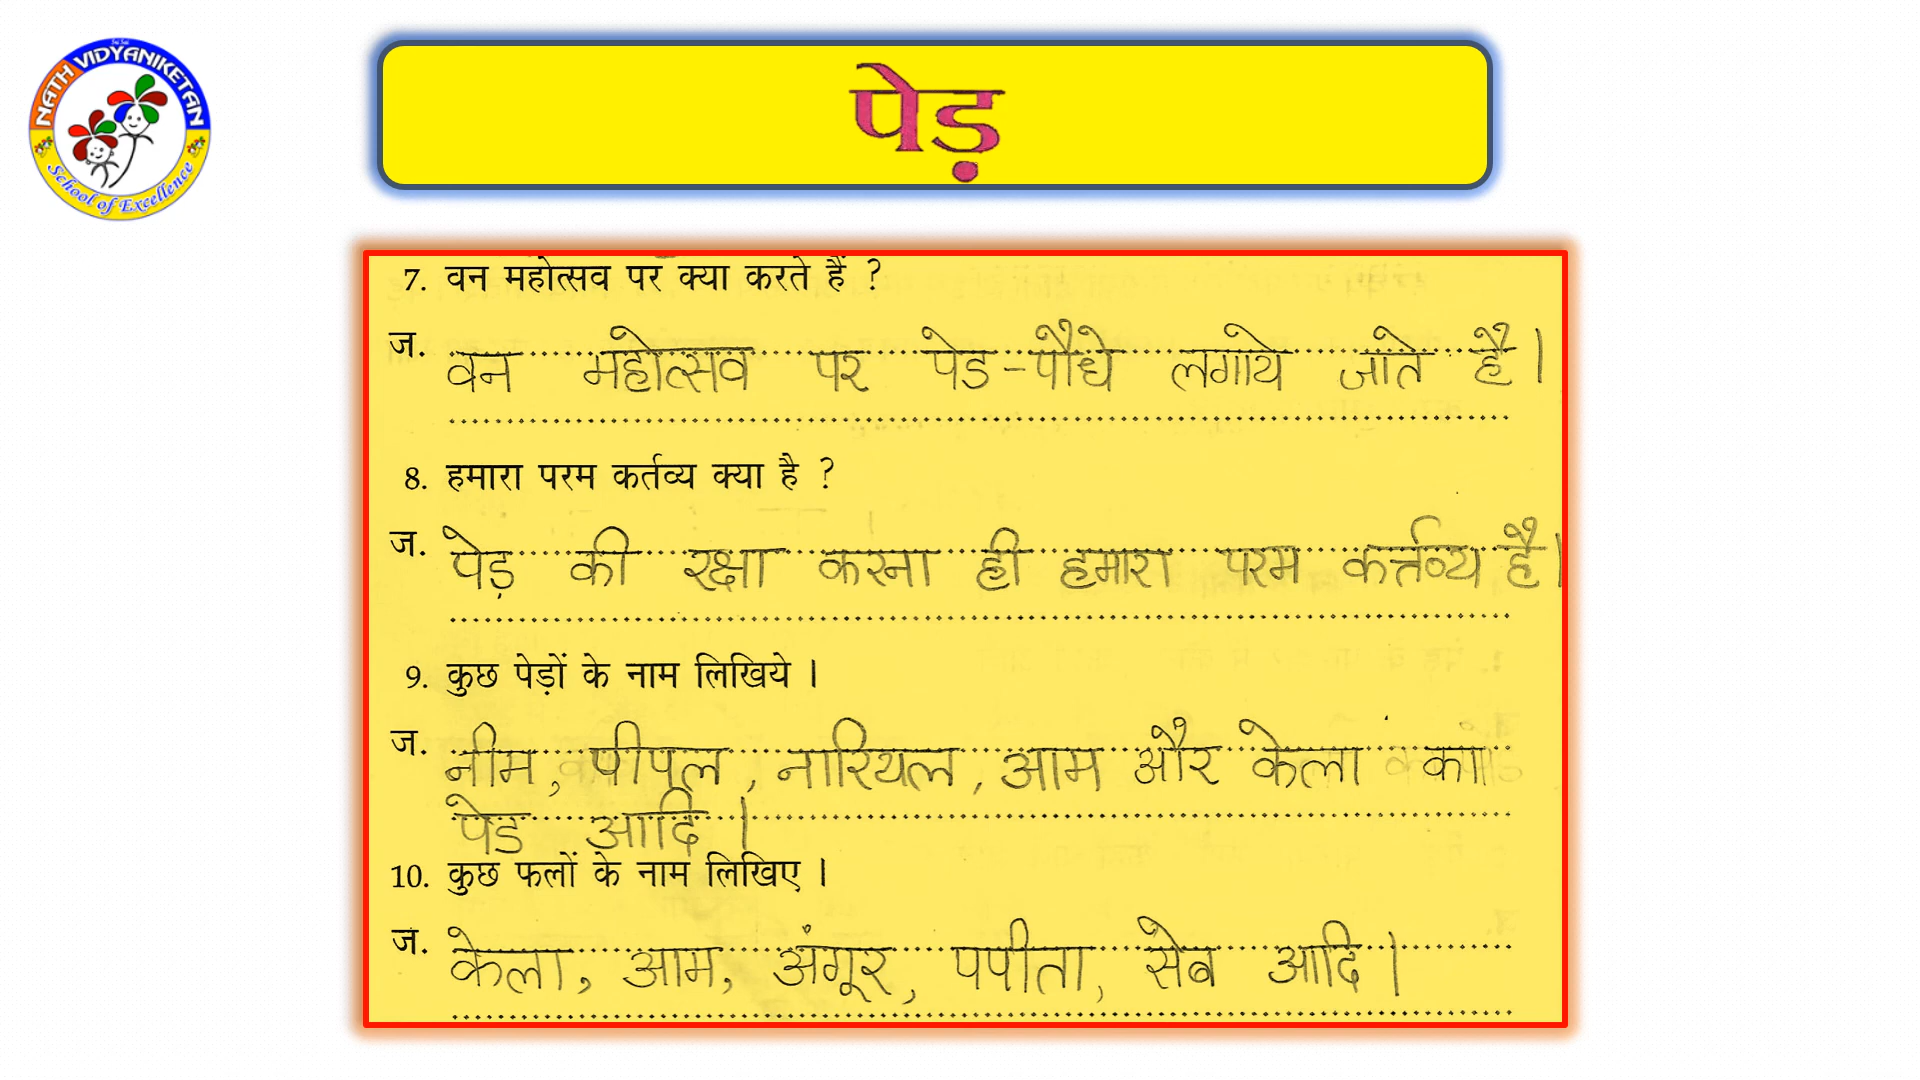 NATH VIDYANIKETAN
School of Excellence
पेड़
7. वन महोत्सव पर क्या करते हैं ?
ज. वन महोत्सव पर पेड-पौधे लगाये जाते है।
8. हमारा परम कर्तव्य क्या है ?
ज. पेड़ की रक्षा करना ही हमारा परम कर्त्तव्य है।
9. कुछ पेड़ों के नाम लिखिये ।
ज. नीम, पीपल, नारियल, आम और केला का
पेड आदि ।
10. कुछ फलों के नाम लिखिए ।
ज. केला, आम, अंगूर, पपीता, सेब आदि ।